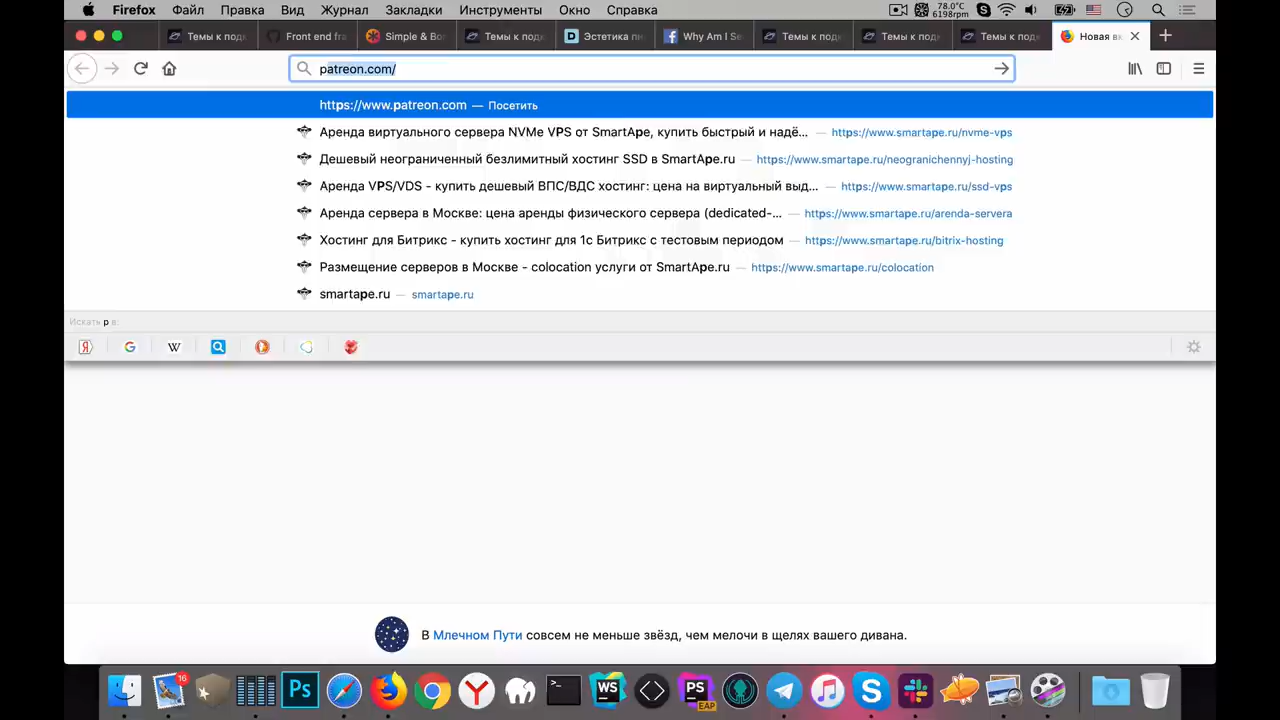 Firefox Файл Правка Вид Журнал Закладки Инструменты Окно Справка 78.0°C 6198rpm
Темы к подк Front end fra Simple & Bo Темы к подк Эстетика пе Why Am I Se Темы к подк Темы к подк Темы к подк Новая вк
patreon.com/
https://www.patreon.com — Посетить
Аренда виртуального сервера NVMe VPS от SmartApe, купить быстрый и надё... — https://www.smartape.ru/nvme-vps
Дешевый неограниченный безлимитный хостинг SSD в SmartApe.ru — https://www.smartape.ru/neogranichennyj-hosting
Аренда VPS/VDS - купить дешевый ВПС/ВДС хостинг: цена на виртуальный выд... — https://www.smartape.ru/ssd-vps
Аренда сервера в Москве: цена аренды физического сервера (dedicated-... — https://www.smartape.ru/arenda-servera
Хостинг для Битрикс - купить хостинг для 1с Битрикс с тестовым периодом — https://www.smartape.ru/bitrix-hosting
Размещение серверов в Москве - colocation услуги от SmartApe.ru — https://www.smartape.ru/colocation
smartape.ru — smartape.ru
Искать p в:
В Млечном Пути совсем не меньше звёзд, чем мелочи в щелях вашего дивана.
16 Ps WS PS EAP